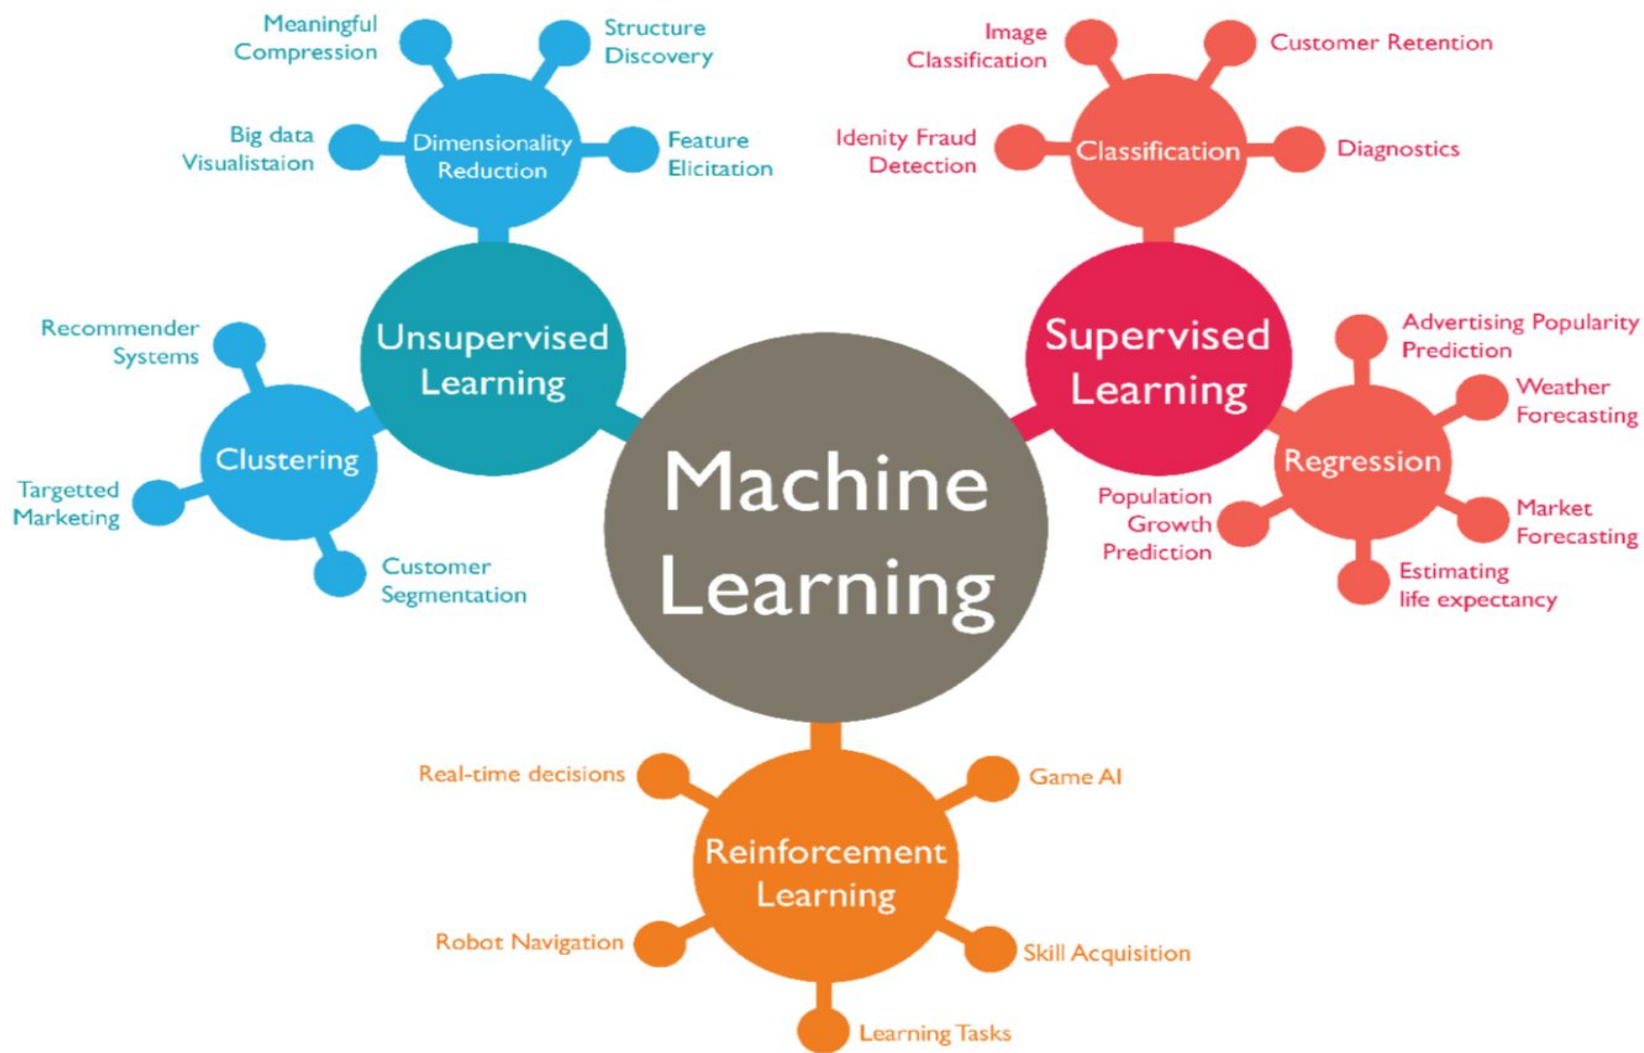 Meaningful
Compression
Structure
Discovery
Big data
Visualistaion
Dimensionality
Reduction
Feature
Elicitation
Image
Classification
Customer Retention
Idenity Fraud
Detection
Classification
Diagnostics
Unsupervised
Learning
Recommender
Systems
Clustering
Targetted
Marketing
Customer
Segmentation
Supervised
Learning
Advertising Popularity
Prediction
Weather
Forecasting
Regression
Population
Growth
Prediction
Market
Forecasting
Estimating
life expectancy
Machine
Learning
Real-time decisions
Game AI
Reinforcement
Learning
Robot Navigation
Skill Acquisition
Learning Tasks